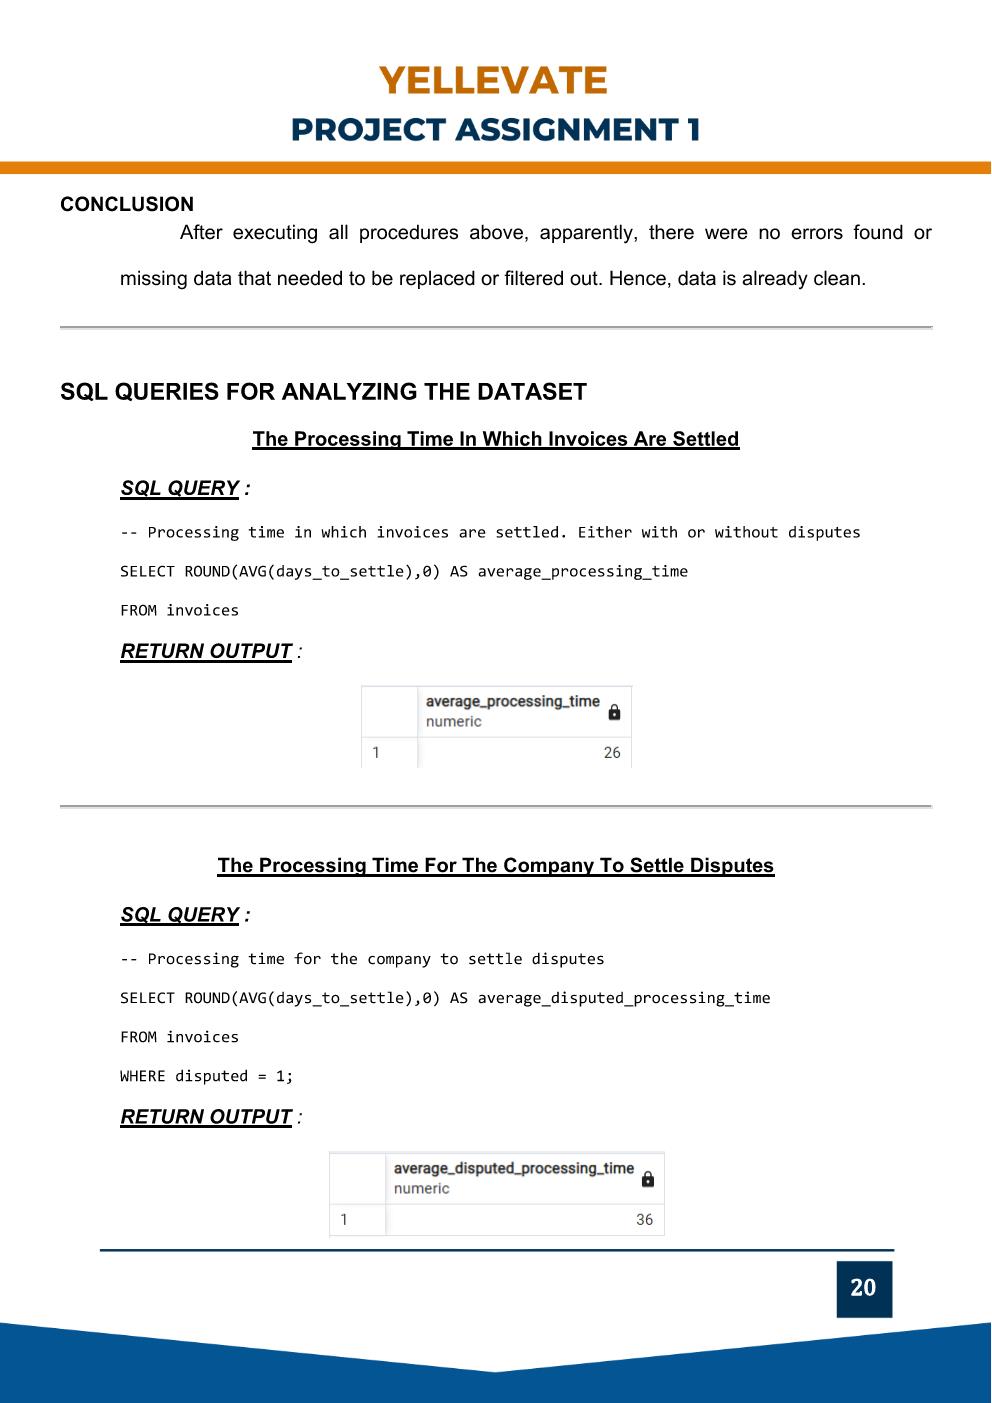 YELLEVATE
PROJECT ASSIGNMENT 1
CONCLUSION
After executing all procedures above, apparently, there were no errors found or
missing data that needed to be replaced or filtered out. Hence, data is already clean.
SQL QUERIES FOR ANALYZING THE DATASET
The Processing Time In Which Invoices Are Settled
SQL QUERY :
-- Processing time in which invoices are settled. Either with or without disputes
SELECT ROUND(AVG(days_to_settle),0) AS average_processing_time
FROM invoices
RETURN OUTPUT :
average_processing_time
numeric
1 26
The Processing Time For The Company To Settle Disputes
SQL QUERY :
-- Processing time for the company to settle disputes
SELECT ROUND(AVG(days_to_settle),0) AS average_disputed_processing_time
FROM invoices
WHERE disputed = 1;
RETURN OUTPUT :
average_disputed_processing_time
numeric
1 36
20